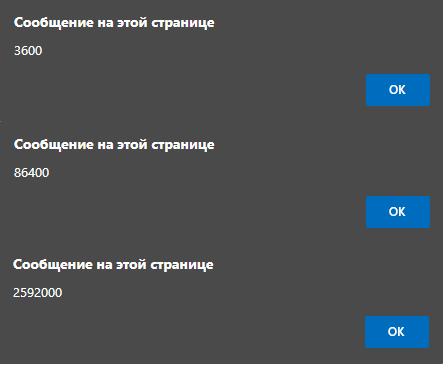 Сообщение на этой странице
3600
OK
Сообщение на этой странице
86400
OK
Сообщение на этой странице
2592000
OK